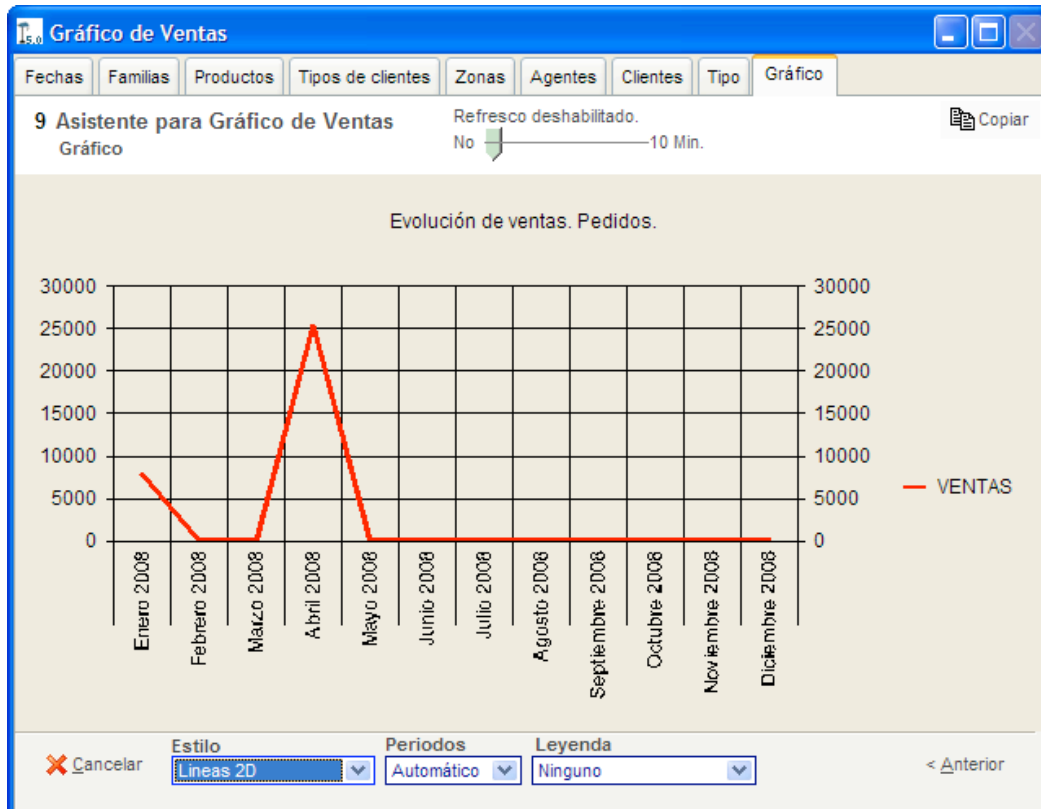 5.0 Gráfico de Ventas
Fechas Familias Productos Tipos de clientes Zonas Agentes Clientes Tipo Gráfico
9 Asistente para Gráfico de Ventas
Gráfico
Refresco deshabilitado.
No 10 Min.
Copiar
Evolución de ventas. Pedidos.
30000 30000
25000 25000
20000 20000
15000 15000
10000 10000
5000 5000
0 0
VENTAS
Enero 2008
Febrero 2008
Marzo 2008
Abril 2008
Mayo 2008
Junio 2008
Julio 2008
Agosto 2008
Septiembre 2008
Octubre 2008
Noviembre 2008
Diciembre 2008
Estilo Periodos Leyenda
Cancelar Lineas 2D Automático Ninguno < Anterior